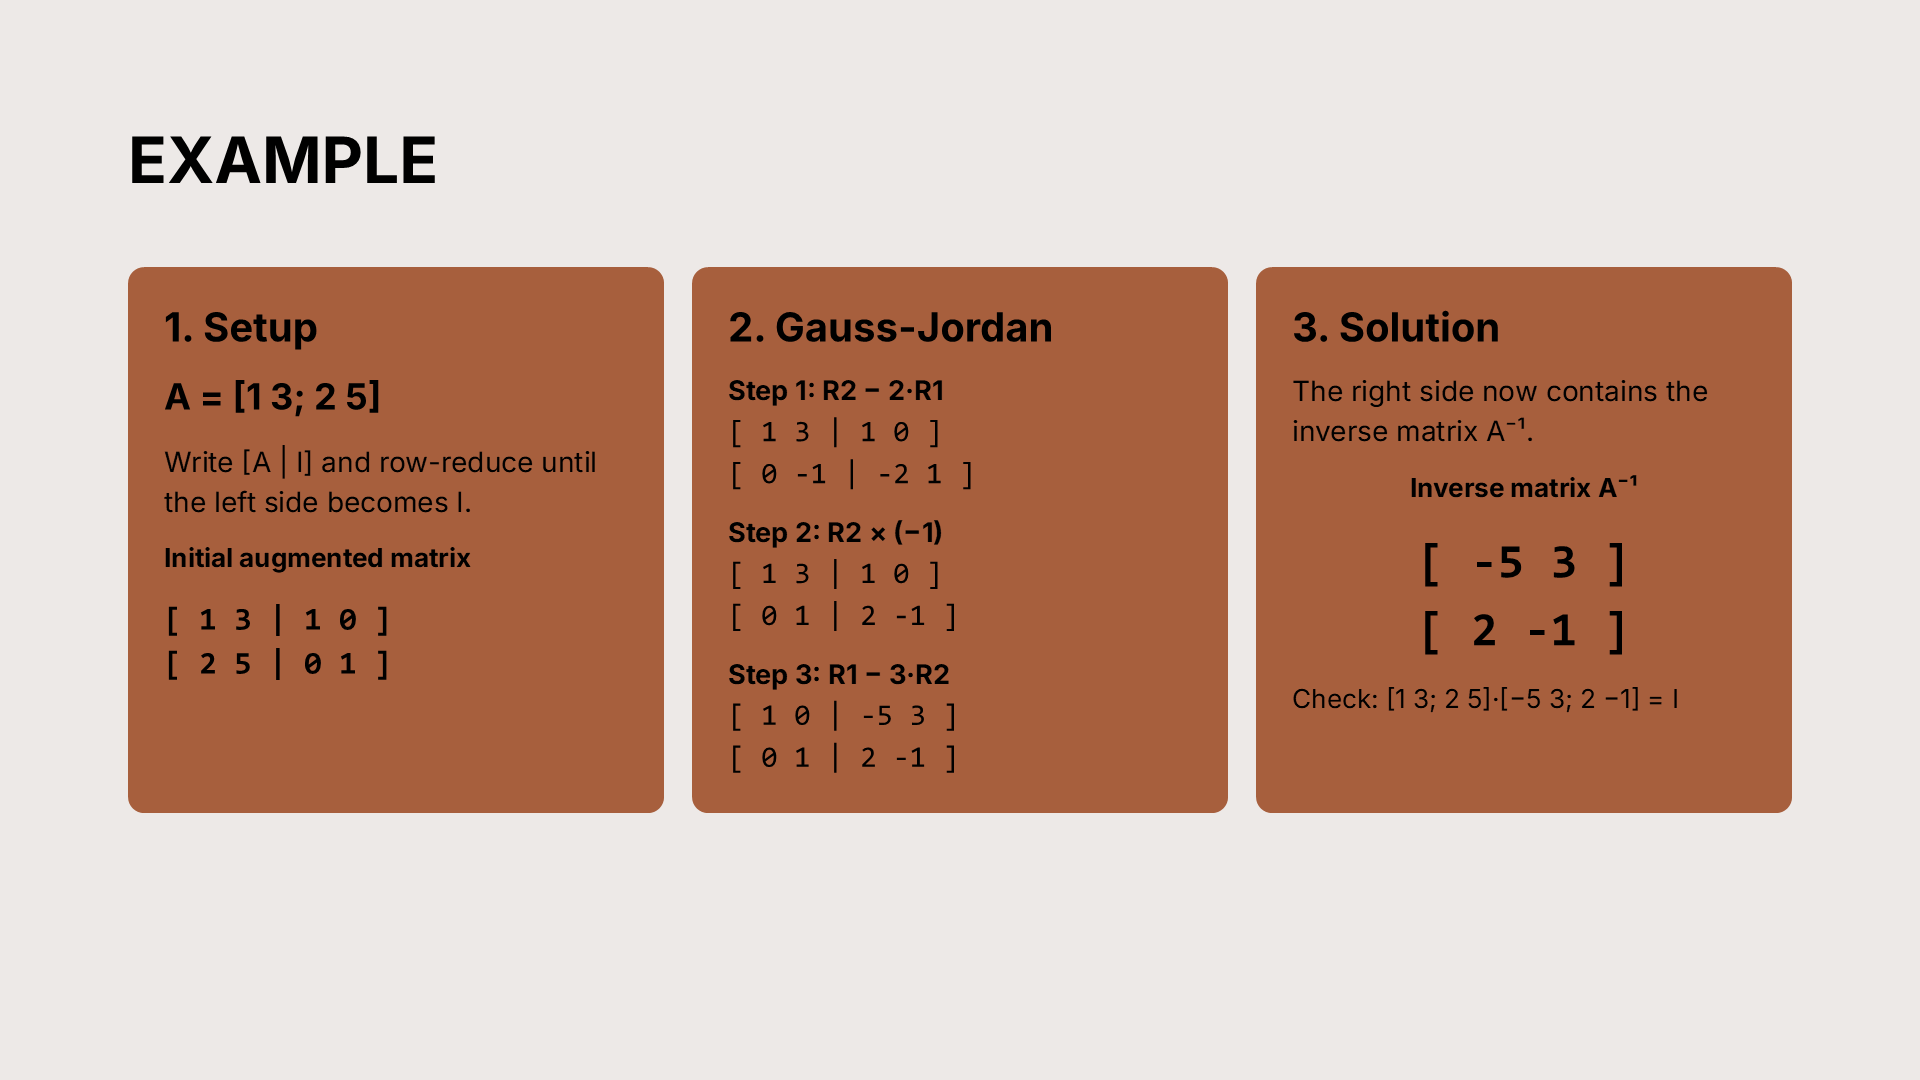 EXAMPLE
1. Setup
A = [1 3; 2 5]
Write [A | I] and row-reduce until
the left side becomes I.
Initial augmented matrix
[ 1 3 | 1 0 ]
[ 2 5 | 0 1 ]
2. Gauss-Jordan
Step 1: R2 − 2·R1
[ 1 3 | 1 0 ]
[ 0 -1 | -2 1 ]
Step 2: R2 × (−1)
[ 1 3 | 1 0 ]
[ 0 1 | 2 -1 ]
Step 3: R1 − 3·R2
[ 1 0 | -5 3 ]
[ 0 1 | 2 -1 ]
3. Solution
The right side now contains the
inverse matrix A⁻¹.
Inverse matrix A⁻¹
[ -5 3 ]
[ 2 -1 ]
Check: [1 3; 2 5]·[−5 3; 2 −1] = I